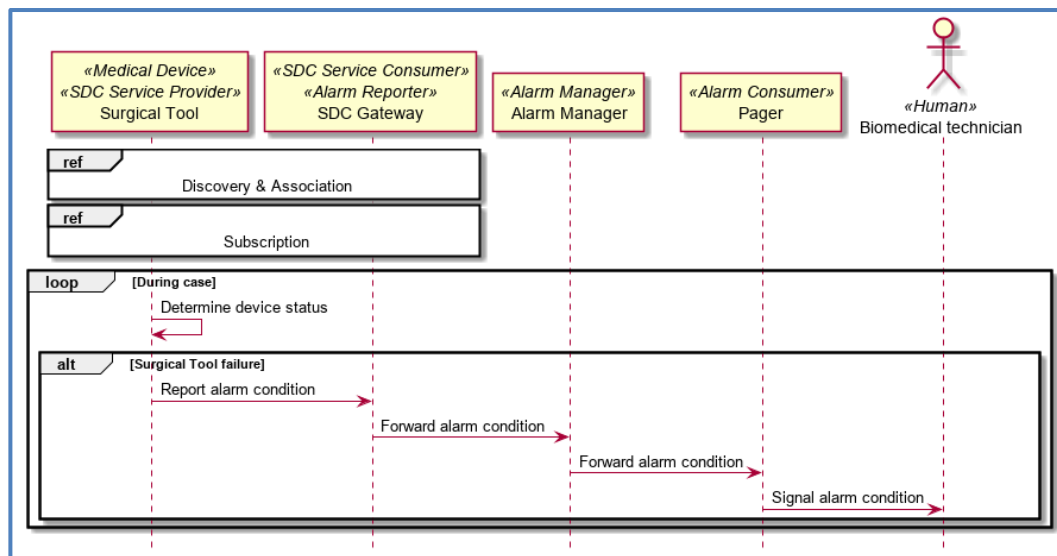 «Medical Device»
«SDC Service Provider»
Surgical Tool
«SDC Service Consumer»
«Alarm Reporter»
SDC Gateway
«Alarm Manager»
Alarm Manager
«Alarm Consumer»
Pager
«Human»
Biomedical technician
ref
Discovery & Association
ref
Subscription
loop
[During case]
Determine device status
alt
[Surgical Tool failure]
Report alarm condition
Forward alarm condition
Forward alarm condition
Signal alarm condition